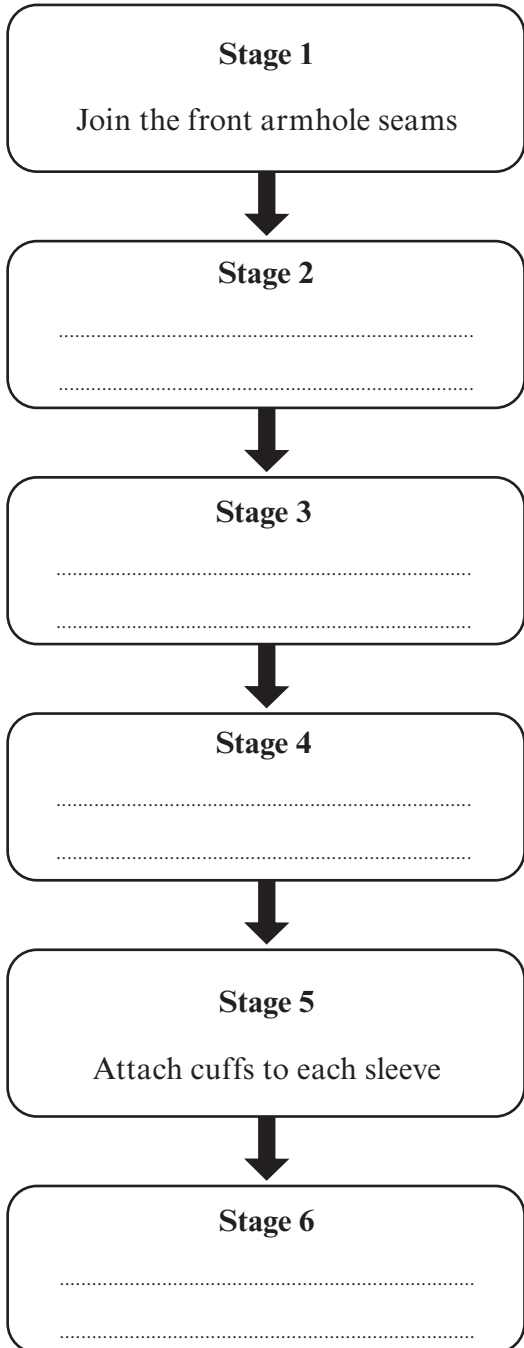 Stage 1
Join the front armhole seams
Stage 2
................................................................................
................................................................................
Stage 3
................................................................................
................................................................................
Stage 4
................................................................................
................................................................................
Stage 5
Attach cuffs to each sleeve
Stage 6
................................................................................
................................................................................